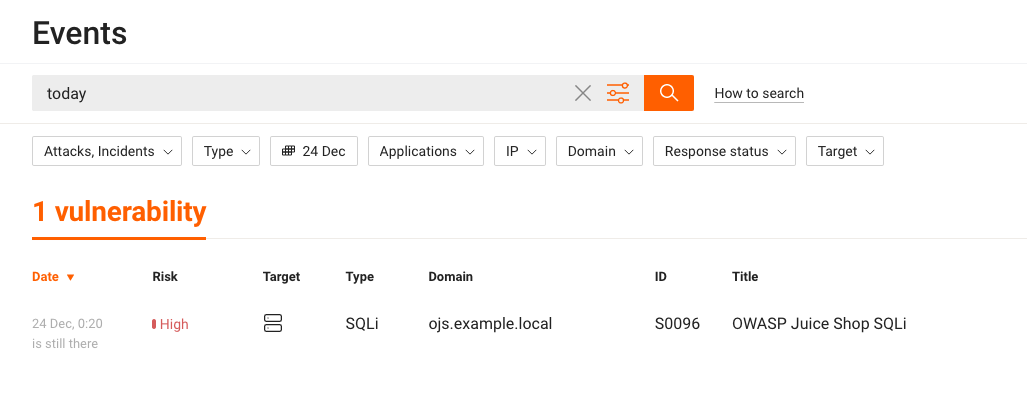 Events
today
How to search
Attacks, Incidents Type 24 Dec Applications IP Domain Response status Target
1 vulnerability
Date Risk Target Type Domain ID Title
24 Dec, 0:20 High SQLi ojs.example.local S0096 OWASP Juice Shop SQLi
is still there